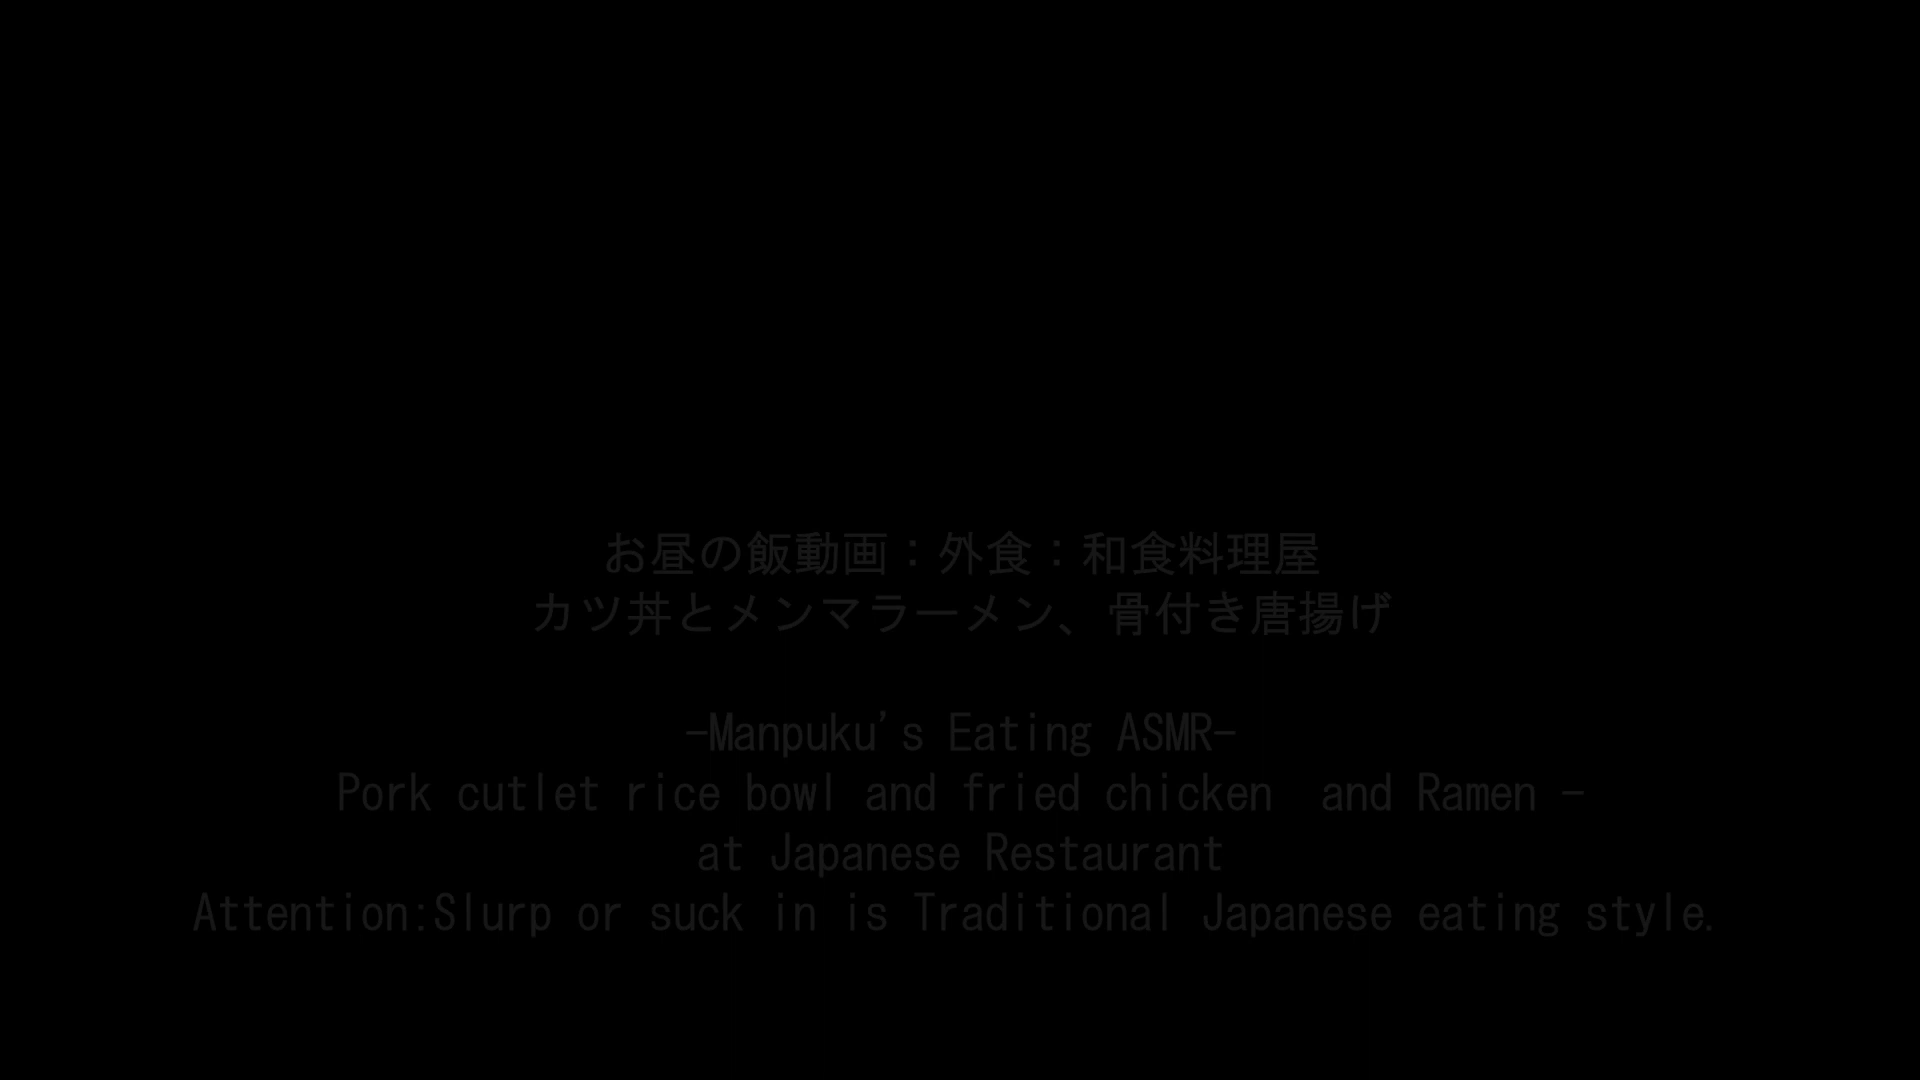 お昼の飯動画：外食：和食料理屋
カツ丼とメンマラーメン、骨付き唐揚げ
-Manpuku's Eating ASMR-
Pork cutlet rice bowl and fried chicken  and Ramen -
at Japanese Restaurant
Attention:Slurp or suck in is Traditional Japanese eating style.